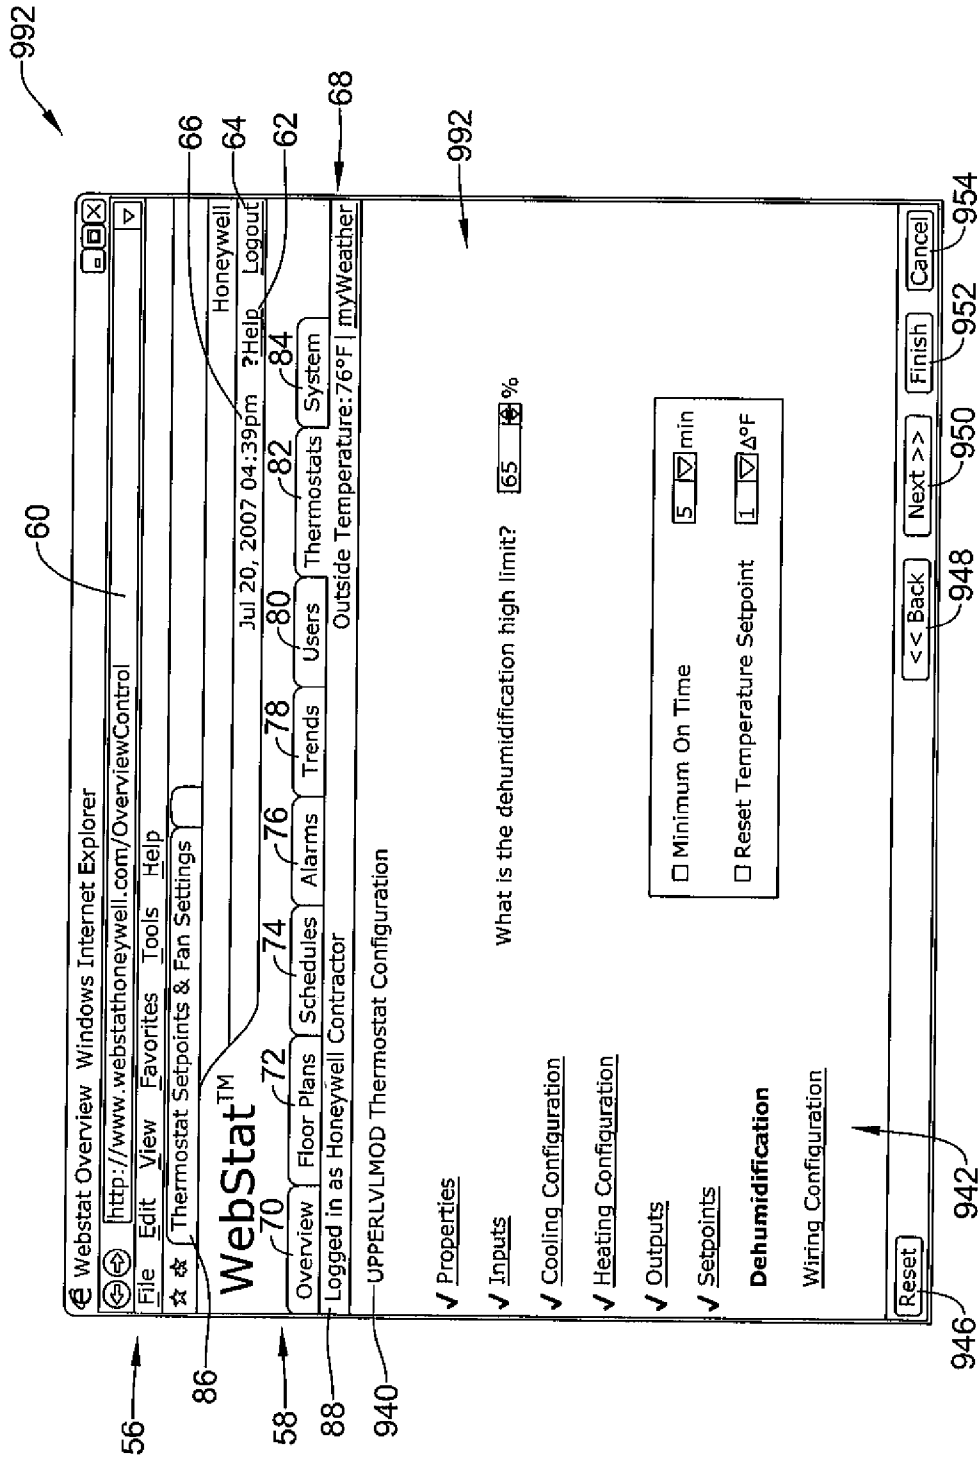 992
60
66
64
62
68
Webstat Overview Windows Internet Explorer
http://www.webstathoneywell.com/OverviewControl
File Edit View Favorites Tools Help
Thermostat Setpoints & Fan Settings
Honeywell
WebStat™
Jul 20, 2007 04:39pm ?Help Logout
70 72 74 76 78 80 82 84
Overview Floor Plans Schedules Alarms Trends Users Thermostats System
Logged in as Honeywell Contractor Outside Temperature:76°F | myWeather
56
86
58
88
940
UPPERLVLMOD Thermostat Configuration
992
✓ Properties
✓ Inputs
What is the dehumidification high limit? 65 %
✓ Cooling Configuration
✓ Heating Configuration
✓ Outputs
☐ Minimum On Time 5 min
✓ Setpoints
☐ Reset Temperature Setpoint 1 Δ°F
Dehumidification
Wiring Configuration
942
Reset << Back Next >> Finish Cancel
946 948 950 952 954